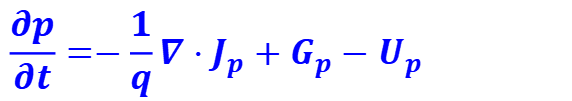 ∂p/∂t = − 1/q ∇ · J_p + G_p − U_p